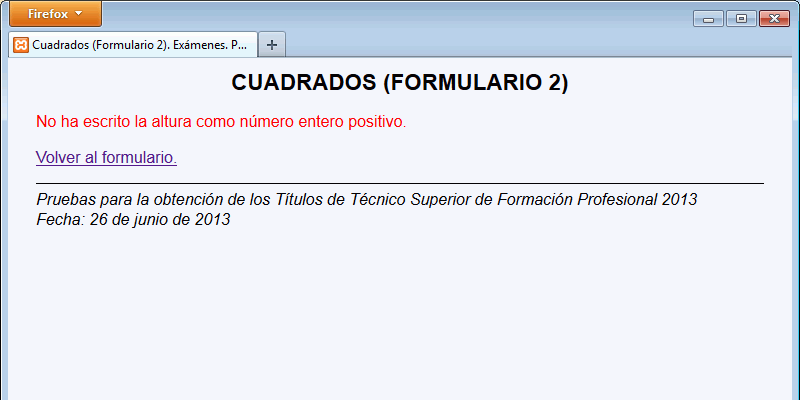 Firefox
Cuadrados (Formulario 2). Exámenes. P...
CUADRADOS (FORMULARIO 2)
No ha escrito la altura como número entero positivo.
Volver al formulario.
Pruebas para la obtención de los Títulos de Técnico Superior de Formación Profesional 2013
Fecha: 26 de junio de 2013